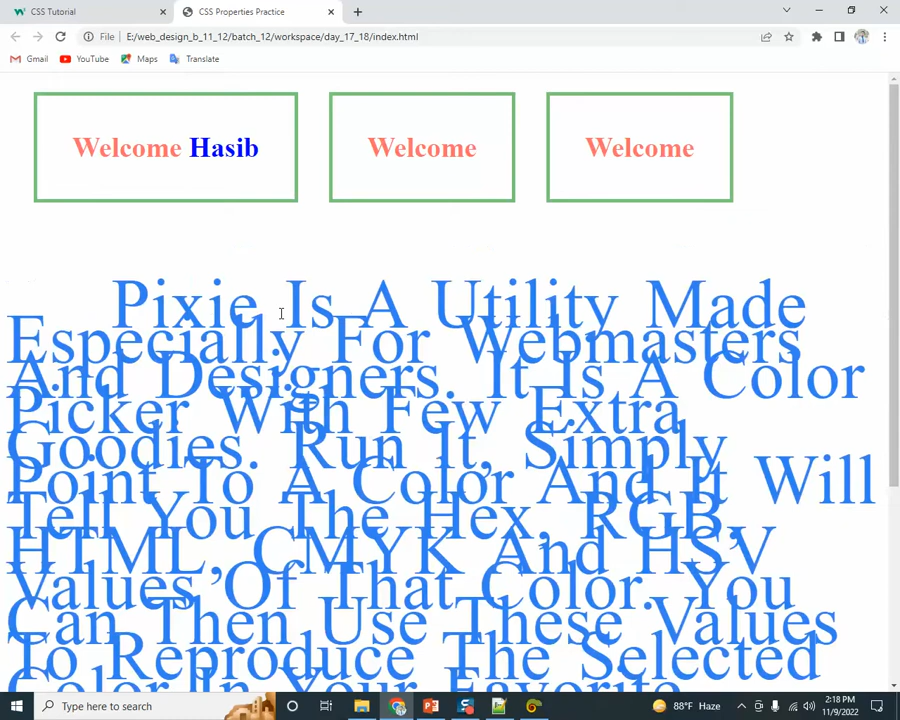 CSS Tutorial
CSS Properties Practice
File
E:/web_design_b_11_12/batch_12/workspace/day_17_18/index.html
Gmail
YouTube
Maps
Translate
Welcome Hasib
Welcome
Welcome
Pixie Is A Utility Made
Especially For Webmasters
And Designers. It Is A Color
Picker With Few Extra
Goodies. Run It, Simply
Point To A Color And It Will
Tell You The Hex, RGB,
HTML, CMYK And HSV
Values Of That Color. You
Can Then Use These Values
To Reproduce The Selected
Color In Your Favorite
Type here to search
88°F Haze
2:18 PM
11/9/2022